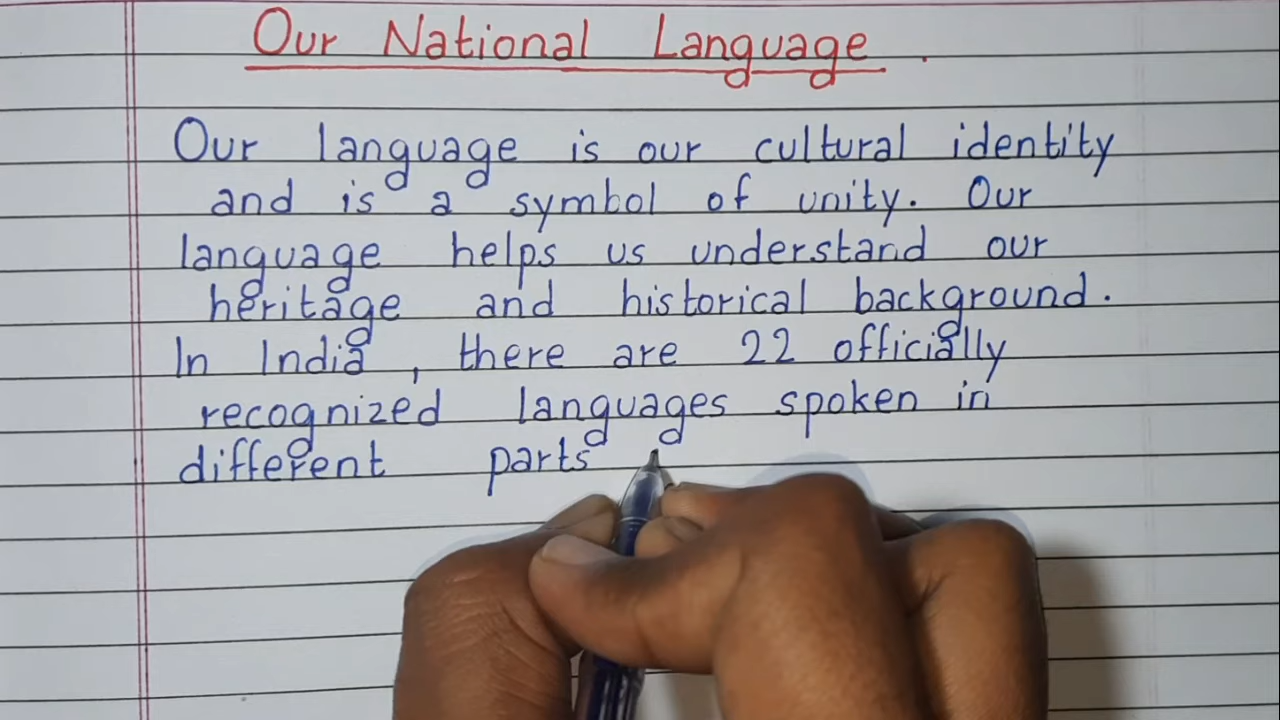 Our National Language.
Our language is our cultural identity
and is a symbol of unity. Our
language helps us understand our
heritage and historical background.
In India, there are 22 officially
recognized languages spoken in
different parts